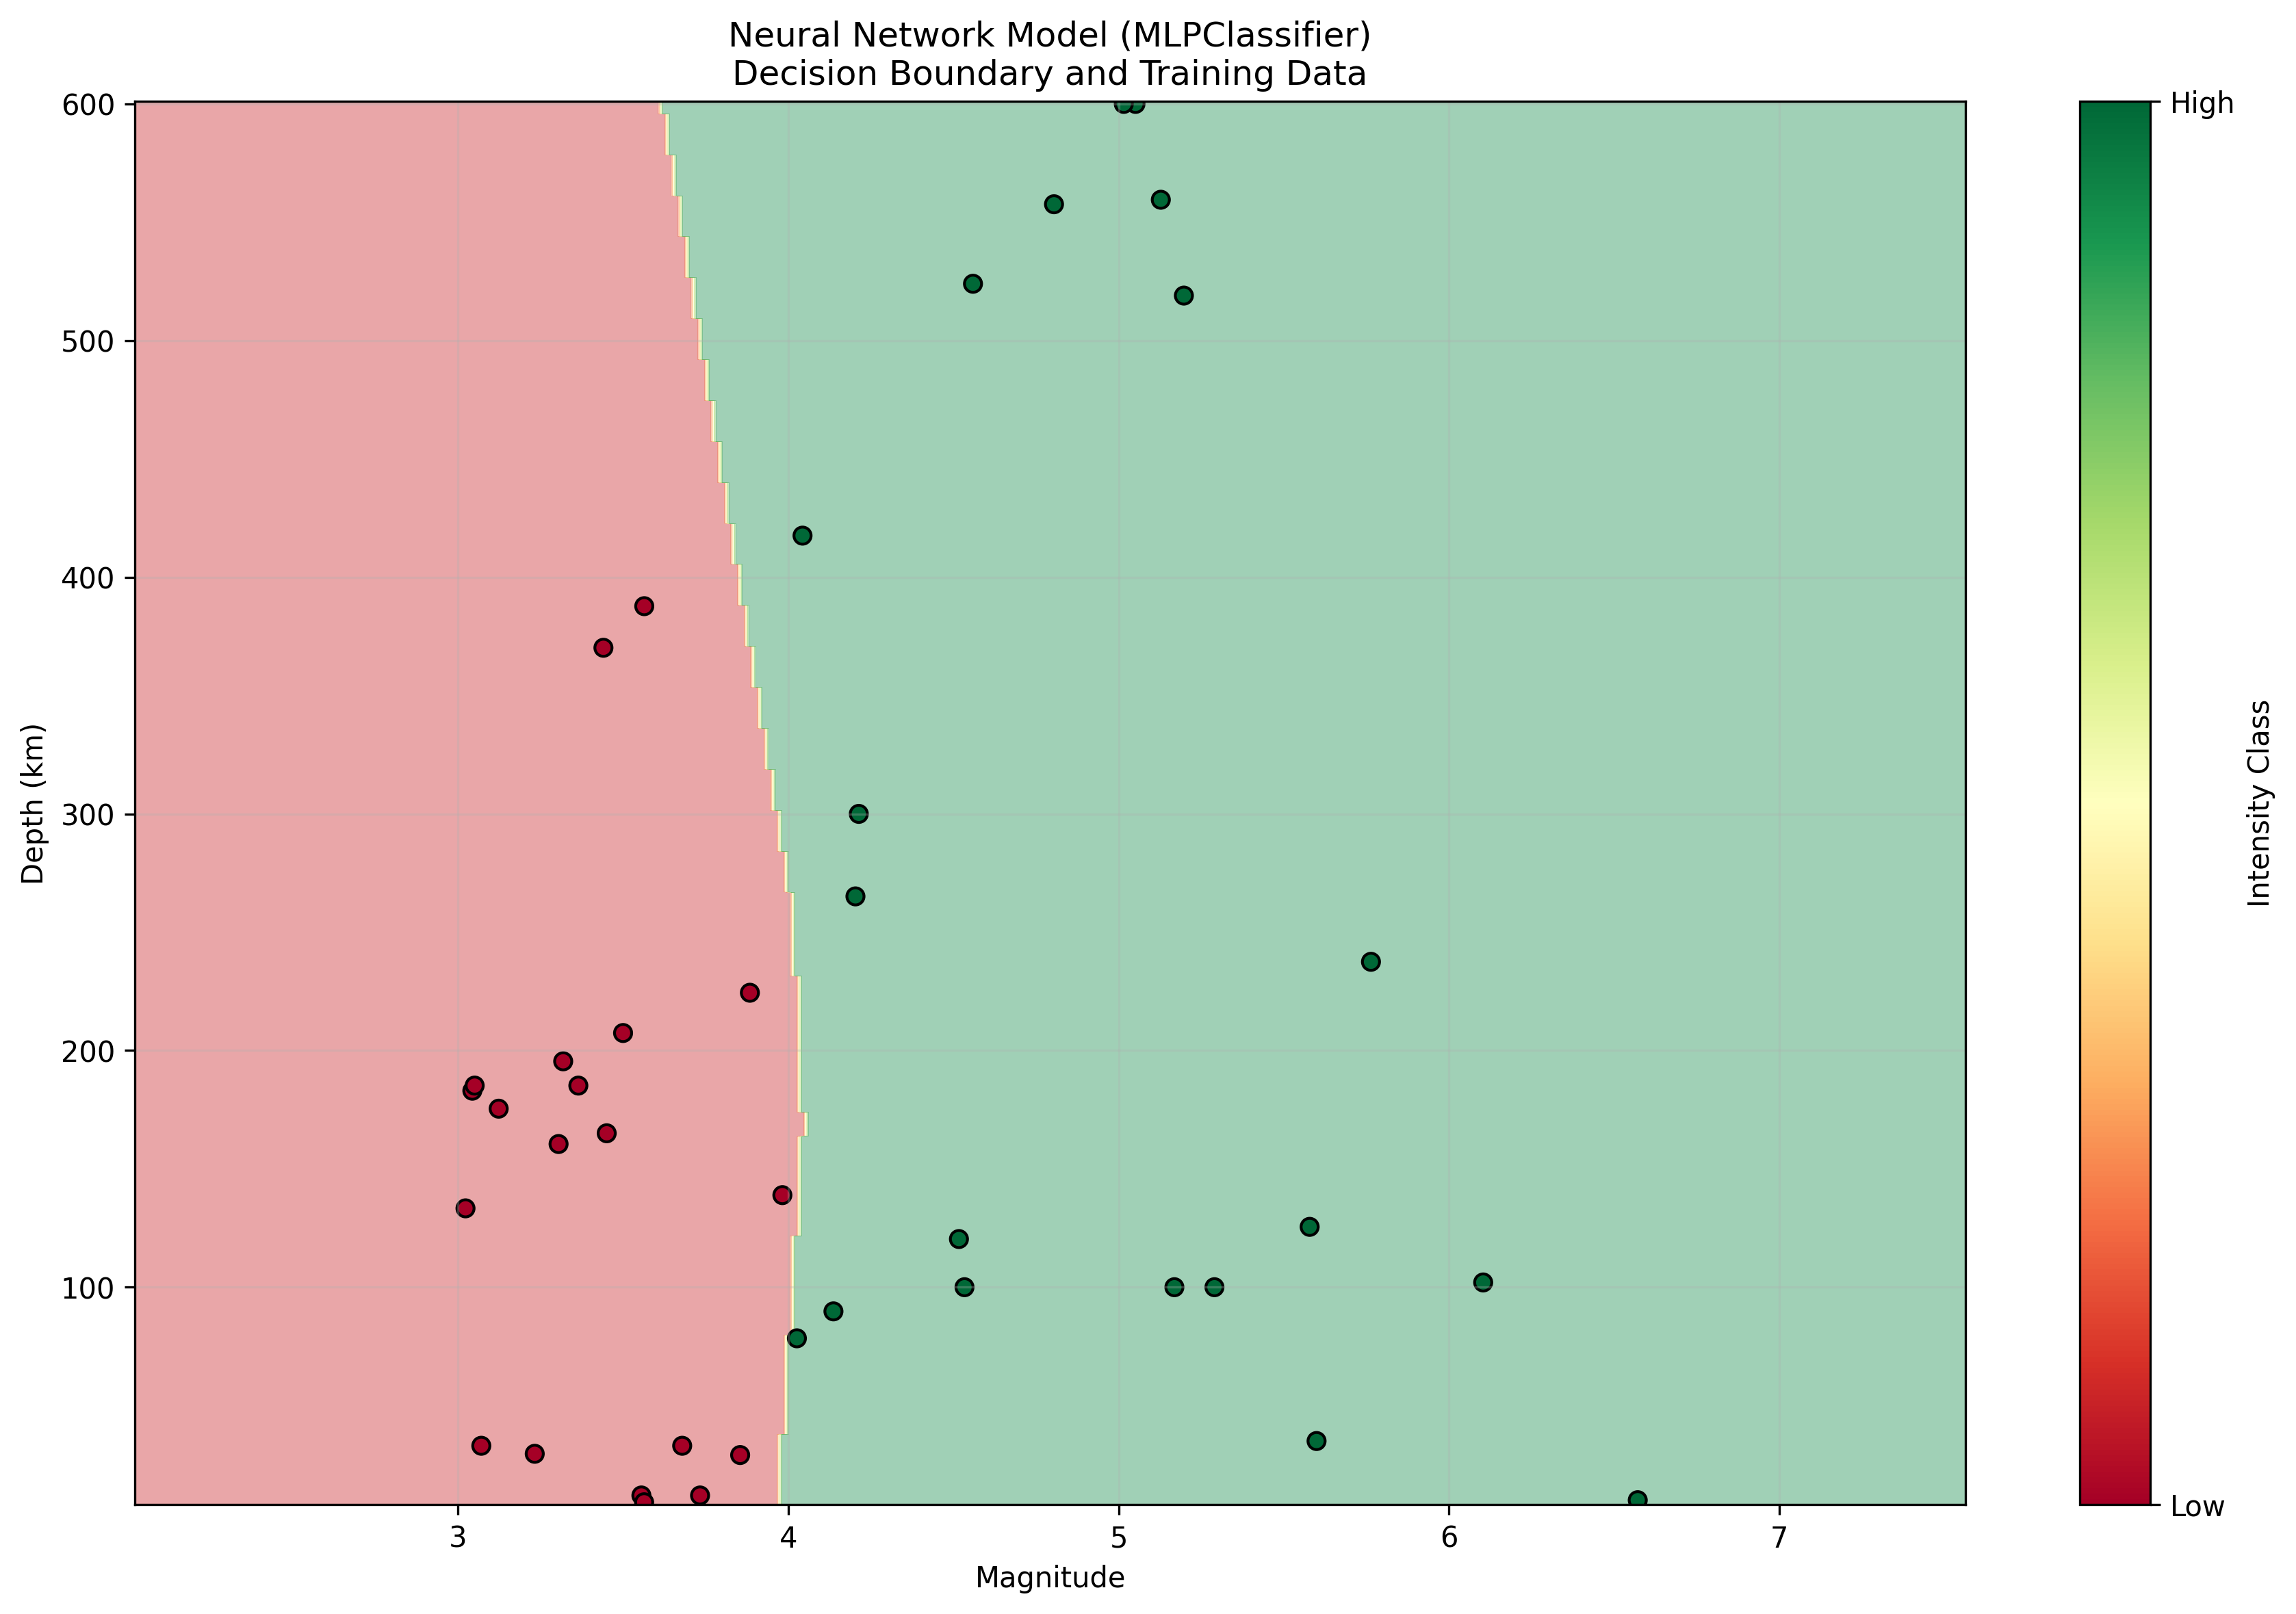 Neural Network Model (MLPClassifier)
Decision Boundary and Training Data
600
500
400
300
200
100
Depth (km)
3 4 5 6 7
Magnitude
High
Low
Intensity Class